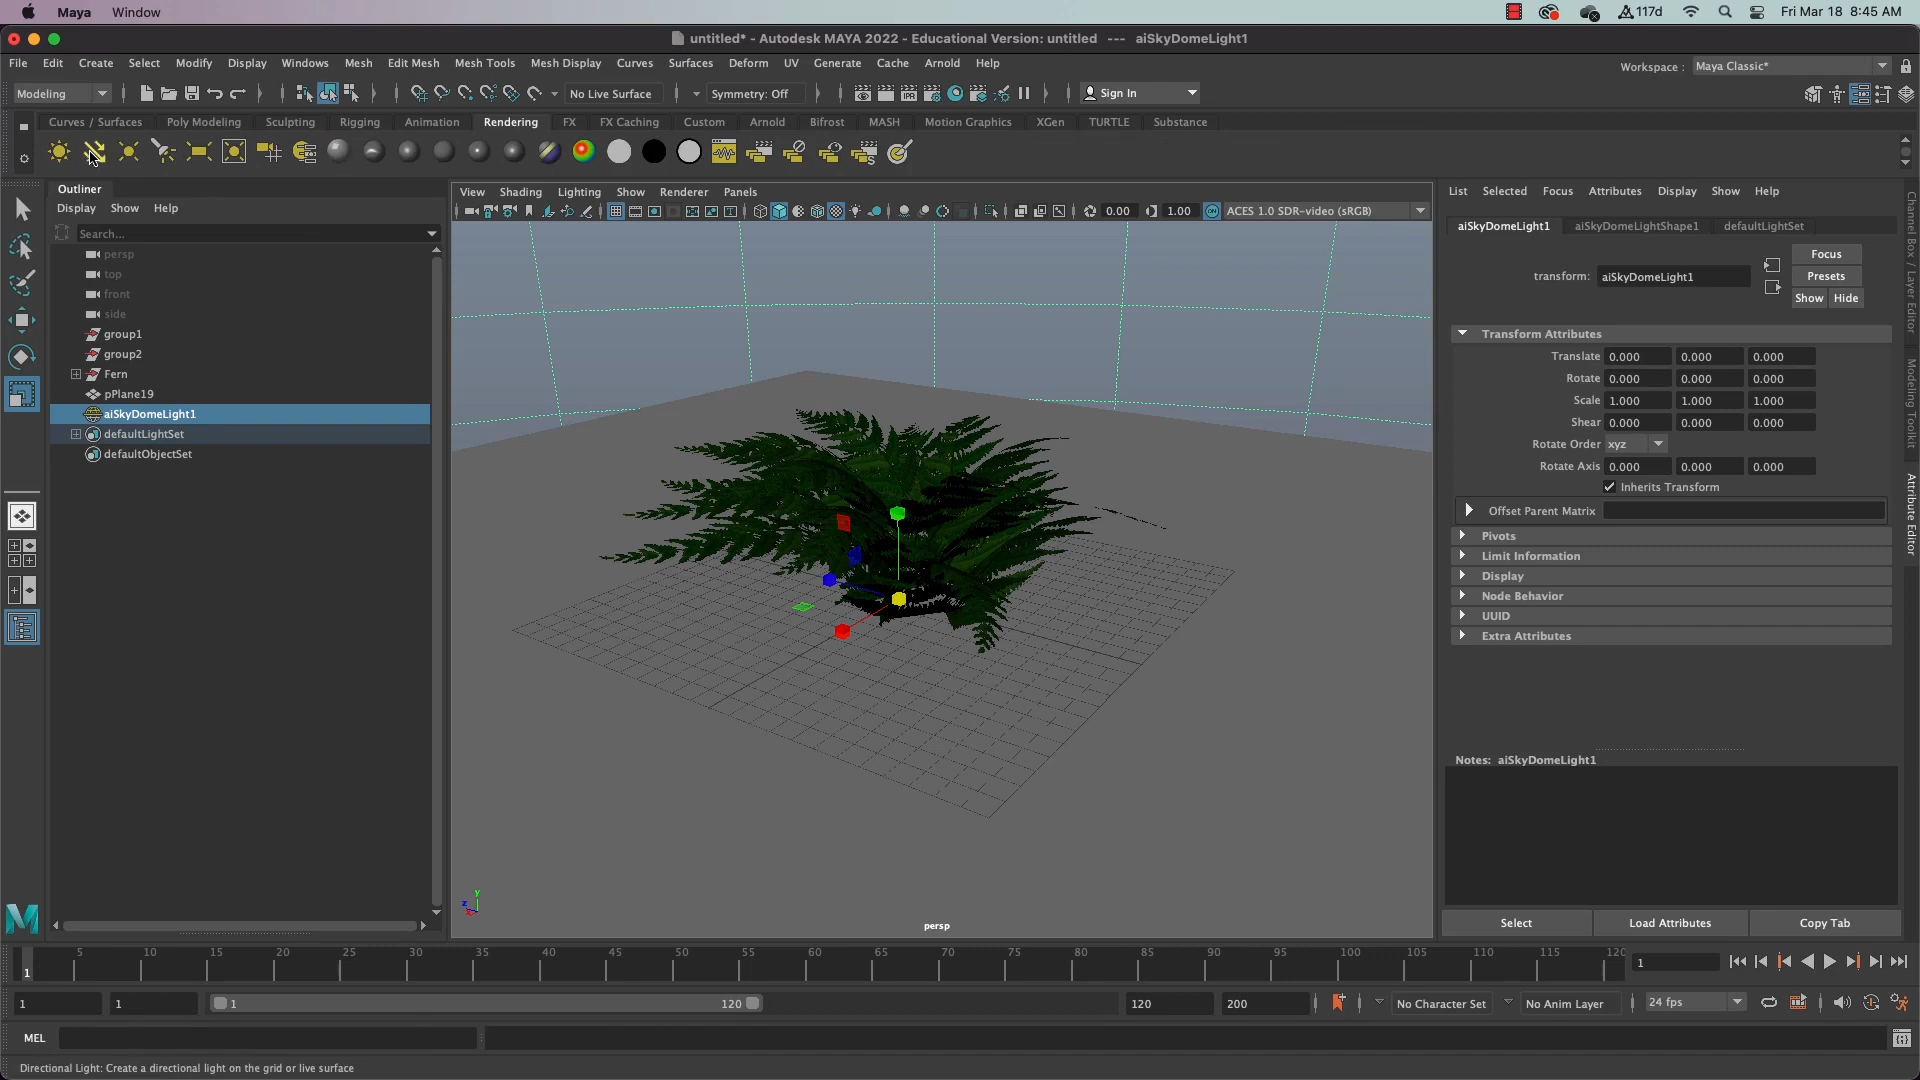 Maya Window 117d Fri Mar 18 8:45 AM
untitled* - Autodesk MAYA 2022 - Educational Version: untitled --- aiSkyDomeLight1
File Edit Create Select Modify Display Windows Mesh Edit Mesh Mesh Tools Mesh Display Curves Surfaces Deform UV Generate Cache Arnold Help Workspace : Maya Classic*
Modeling No Live Surface Symmetry: Off Sign In
Curves / Surfaces Poly Modeling Sculpting Rigging Animation Rendering FX FX Caching Custom Arnold Bifrost MASH Motion Graphics XGen TURTLE Substance
Outliner
Display Show Help
Search...
persp
top
front
side
group1
group2
Fern
pPlane19
aiSkyDomeLight1
defaultLightSet
defaultObjectSet
View Shading Lighting Show Renderer Panels
0.00 1.00 ON ACES 1.0 SDR-video (sRGB)
y
z
x
persp
List Selected Focus Attributes Display Show Help
aiSkyDomeLight1 aiSkyDomeLightShape1 defaultLightSet
Focus
transform: aiSkyDomeLight1 Presets
Show Hide
Transform Attributes
Translate 0.000 0.000 0.000
Rotate 0.000 0.000 0.000
Scale 1.000 1.000 1.000
Shear 0.000 0.000 0.000
Rotate Order xyz
Rotate Axis 0.000 0.000 0.000
Inherits Transform
Offset Parent Matrix
Pivots
Limit Information
Display
Node Behavior
UUID
Extra Attributes
Notes: aiSkyDomeLight1
Select Load Attributes Copy Tab
Channel Box / Layer Editor
Modeling Toolkit
Attribute Editor
1 5 10 15 20 25 30 35 40 45 50 55 60 65 70 75 80 85 90 95 100 105 110 115 120 1
1 1 1 120 120 200 No Character Set No Anim Layer 24 fps
MEL
Directional Light: Create a directional light on the grid or live surface